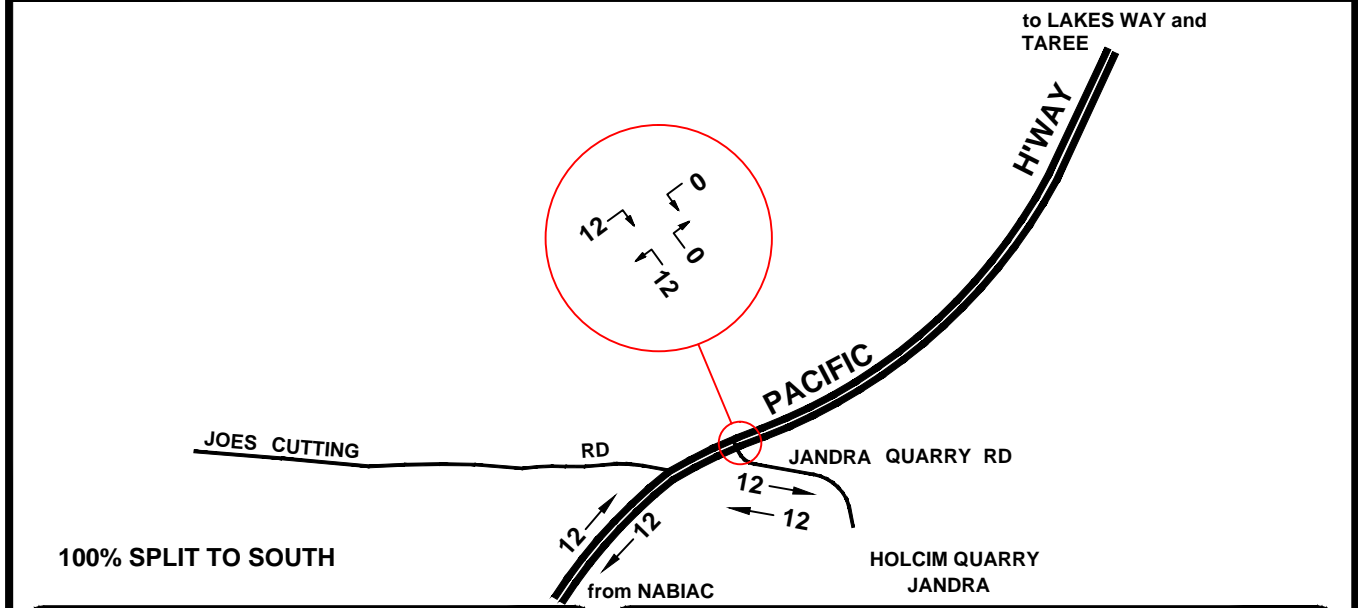 to LAKES WAY and
TAREE
H'WAY
0
12
0
12
PACIFIC
JOES CUTTING RD
JANDRA QUARRY RD
12
12
12
12
100% SPLIT TO SOUTH
HOLCIM QUARRY
JANDRA
from NABIAC